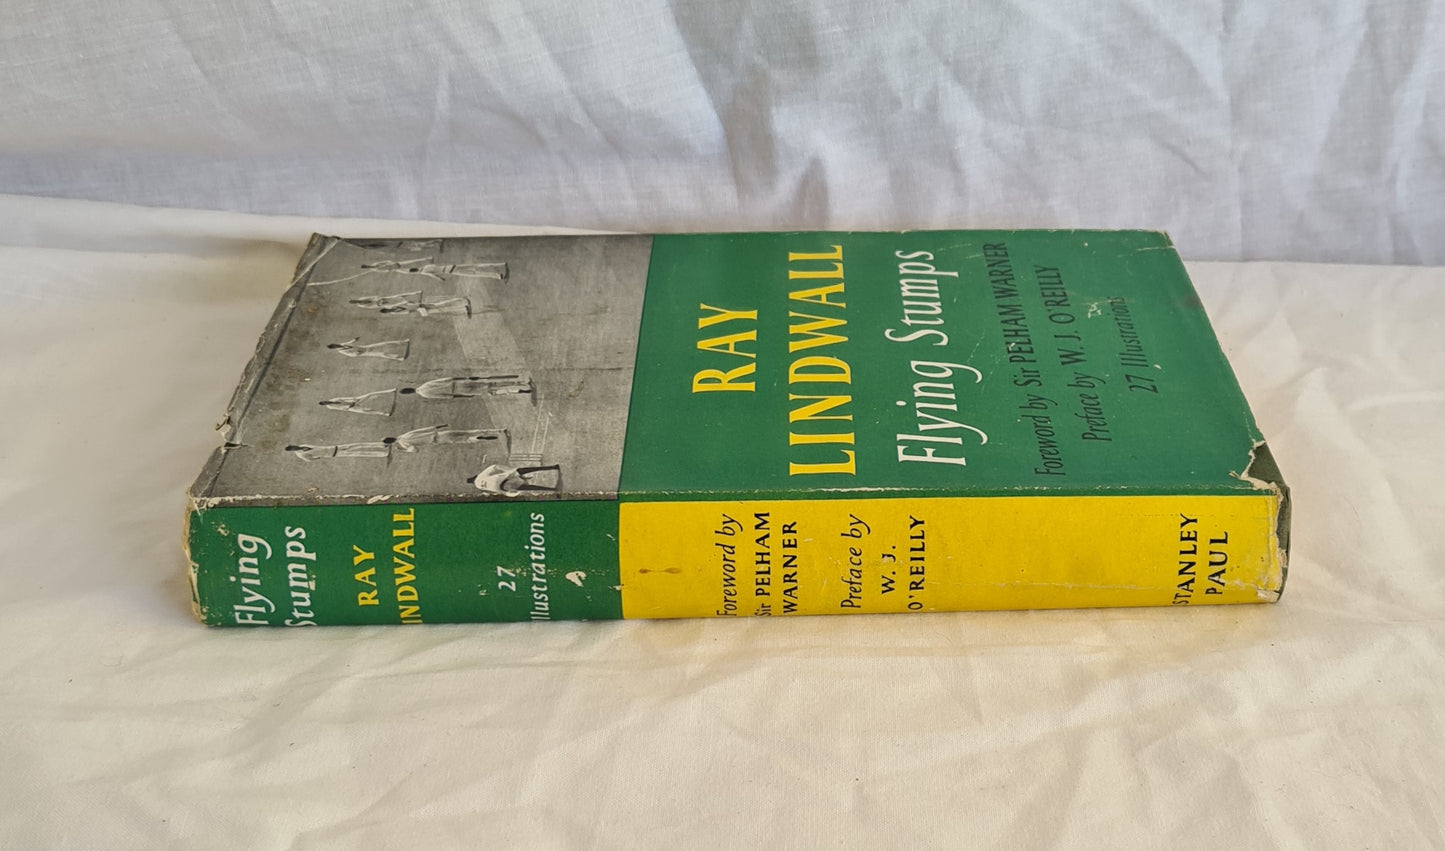 RAY
LINDWALL
Flying Stumps
Foreword by Sir PELHAM WARNER
Preface by W. J. O'REILLY
27 Illustrations
Flying
Stumps
RAY
LINDWALL
27
Illustrations
Foreword by
Sir PELHAM
WARNER
Preface by
W. J.
O'REILLY
STANLEY
PAUL